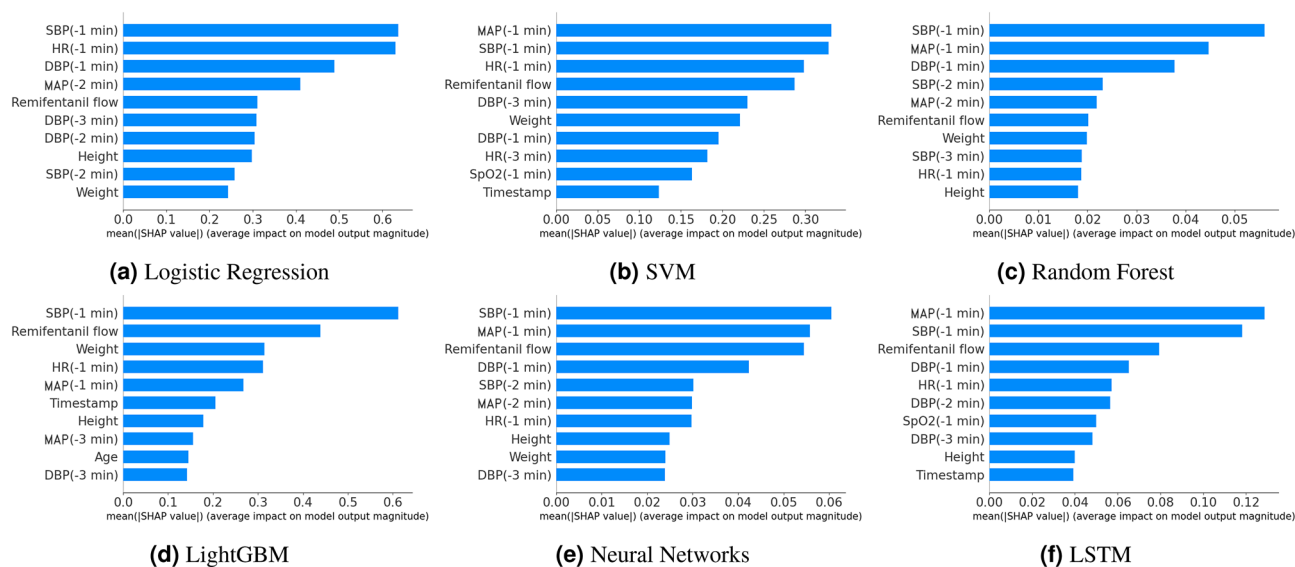 SBP(-1 min)
HR(-1 min)
DBP(-1 min)
MAP(-2 min)
Remifentanil flow
DBP(-3 min)
DBP(-2 min)
Height
SBP(-2 min)
Weight
0.0 0.1 0.2 0.3 0.4 0.5 0.6
mean(|SHAP value|) (average impact on model output magnitude)
(a) Logistic Regression
MAP(-1 min)
SBP(-1 min)
HR(-1 min)
Remifentanil flow
DBP(-3 min)
Weight
DBP(-1 min)
HR(-3 min)
SpO2(-1 min)
Timestamp
0.00 0.05 0.10 0.15 0.20 0.25 0.30
mean(|SHAP value|) (average impact on model output magnitude)
(b) SVM
SBP(-1 min)
MAP(-1 min)
DBP(-1 min)
SBP(-2 min)
MAP(-2 min)
Remifentanil flow
Weight
SBP(-3 min)
HR(-1 min)
Height
0.00 0.01 0.02 0.03 0.04 0.05
mean(|SHAP value|) (average impact on model output magnitude)
(c) Random Forest
SBP(-1 min)
Remifentanil flow
Weight
HR(-1 min)
MAP(-1 min)
Timestamp
Height
MAP(-3 min)
Age
DBP(-3 min)
0.0 0.1 0.2 0.3 0.4 0.5 0.6
mean(|SHAP value|) (average impact on model output magnitude)
(d) LightGBM
SBP(-1 min)
MAP(-1 min)
Remifentanil flow
DBP(-1 min)
SBP(-2 min)
MAP(-2 min)
HR(-1 min)
Height
Weight
DBP(-3 min)
0.00 0.01 0.02 0.03 0.04 0.05 0.06
mean(|SHAP value|) (average impact on model output magnitude)
(e) Neural Networks
MAP(-1 min)
SBP(-1 min)
Remifentanil flow
DBP(-1 min)
HR(-1 min)
DBP(-2 min)
SpO2(-1 min)
DBP(-3 min)
Height
Timestamp
0.00 0.02 0.04 0.06 0.08 0.10 0.12
mean(|SHAP value|) (average impact on model output magnitude)
(f) LSTM